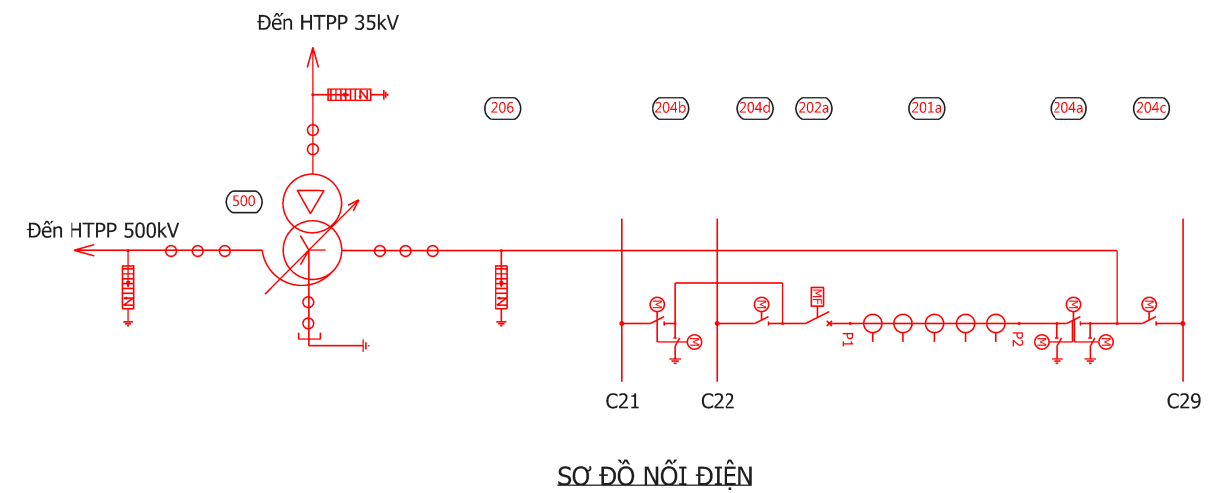 Đến HTPP 35kV
206
204b
204d
202a
201a
204a
204c
500
Đến HTPP 500kV
MF
M
M
M
M
M
P1
P2
M
M
M
C21
C22
C29
SƠ ĐỒ NỐI ĐIỆN